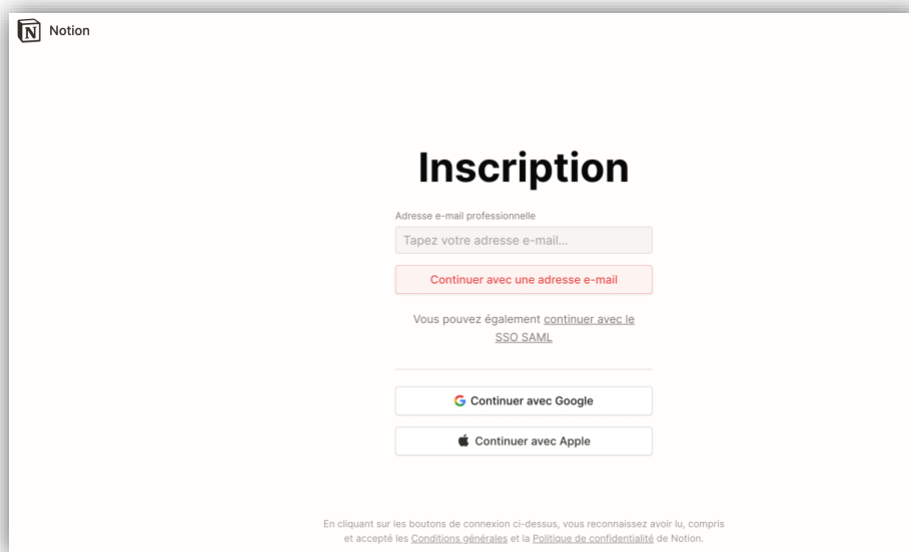 Notion
Inscription
Adresse e-mail professionnelle
Tapez votre adresse e-mail...
Continuer avec une adresse e-mail
Vous pouvez également continuer avec le
SSO SAML
Continuer avec Google
Continuer avec Apple
En cliquant sur les boutons de connexion ci-dessus, vous reconnaissez avoir lu, compris
et accepté les Conditions générales et la Politique de confidentialité de Notion.